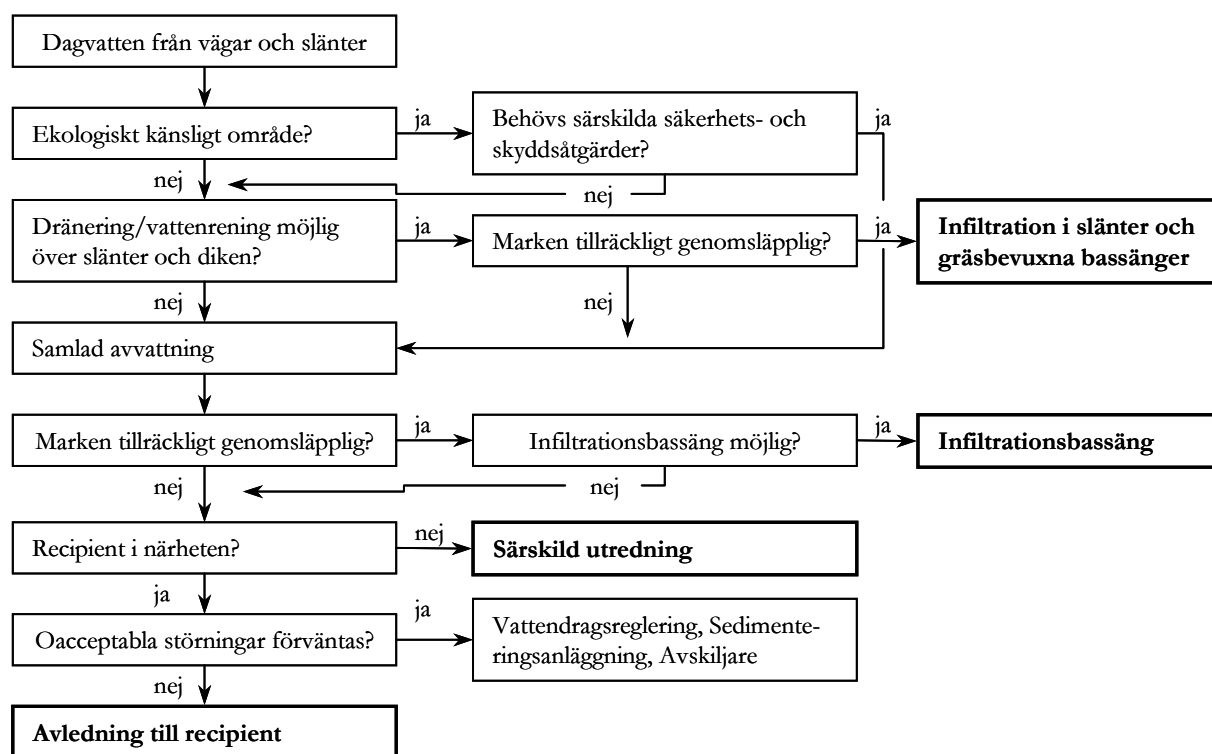 Dagvatten från vägar och slänter
Ekologiskt känsligt område?
ja
Behövs särskilda säkerhets- och
skyddsåtgärder?
ja
nej
nej
Dränering/vattenrening möjlig
över slänter och diken?
ja
Marken tillräckligt genomsläpplig?
ja
Infiltration i slänter och
gräsbevuxna bassänger
nej
nej
Samlad avvattning
Marken tillräckligt genomsläpplig?
ja
Infiltrationsbassäng möjlig?
ja
Infiltrationsbassäng
nej
nej
Recipient i närheten?
nej
Särskild utredning
ja
Oacceptabla störningar förväntas?
ja
Vattendragsreglering, Sedimente-
ringsanläggning, Avskiljare
nej
Avledning till recipient